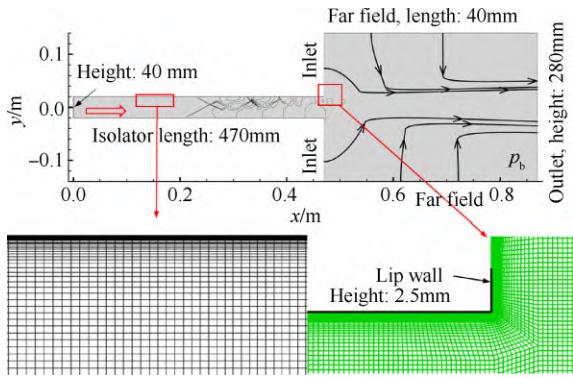 Far field, length: 40mm
0.1
0.0
-0.1
y/m
Height: 40 mm
Isolator length: 470mm
Inlet
Inlet
Outlet, height: 280mm
p_b
Far field
0.0
0.2
0.4
0.6
0.8
x/m
Lip wall
Height: 2.5mm